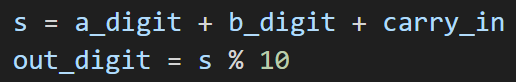 s = a_digit + b_digit + carry_in
out_digit = s % 10